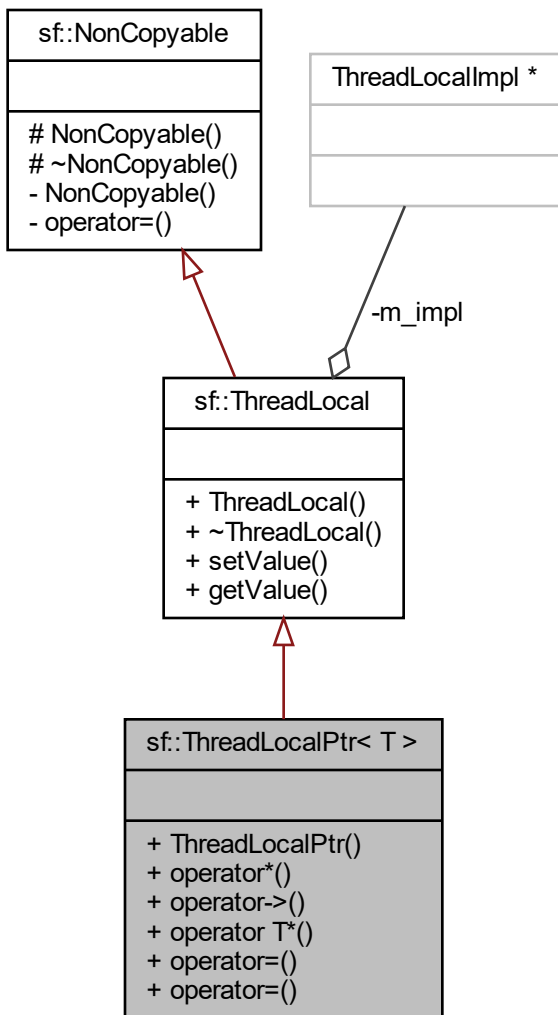 sf::NonCopyable
# NonCopyable()
# ~NonCopyable()
- NonCopyable()
- operator=()
ThreadLocalImpl *
-m_impl
sf::ThreadLocal
+ ThreadLocal()
+ ~ThreadLocal()
+ setValue()
+ getValue()
sf::ThreadLocalPtr< T >
+ ThreadLocalPtr()
+ operator*()
+ operator->()
+ operator T*()
+ operator=()
+ operator=()